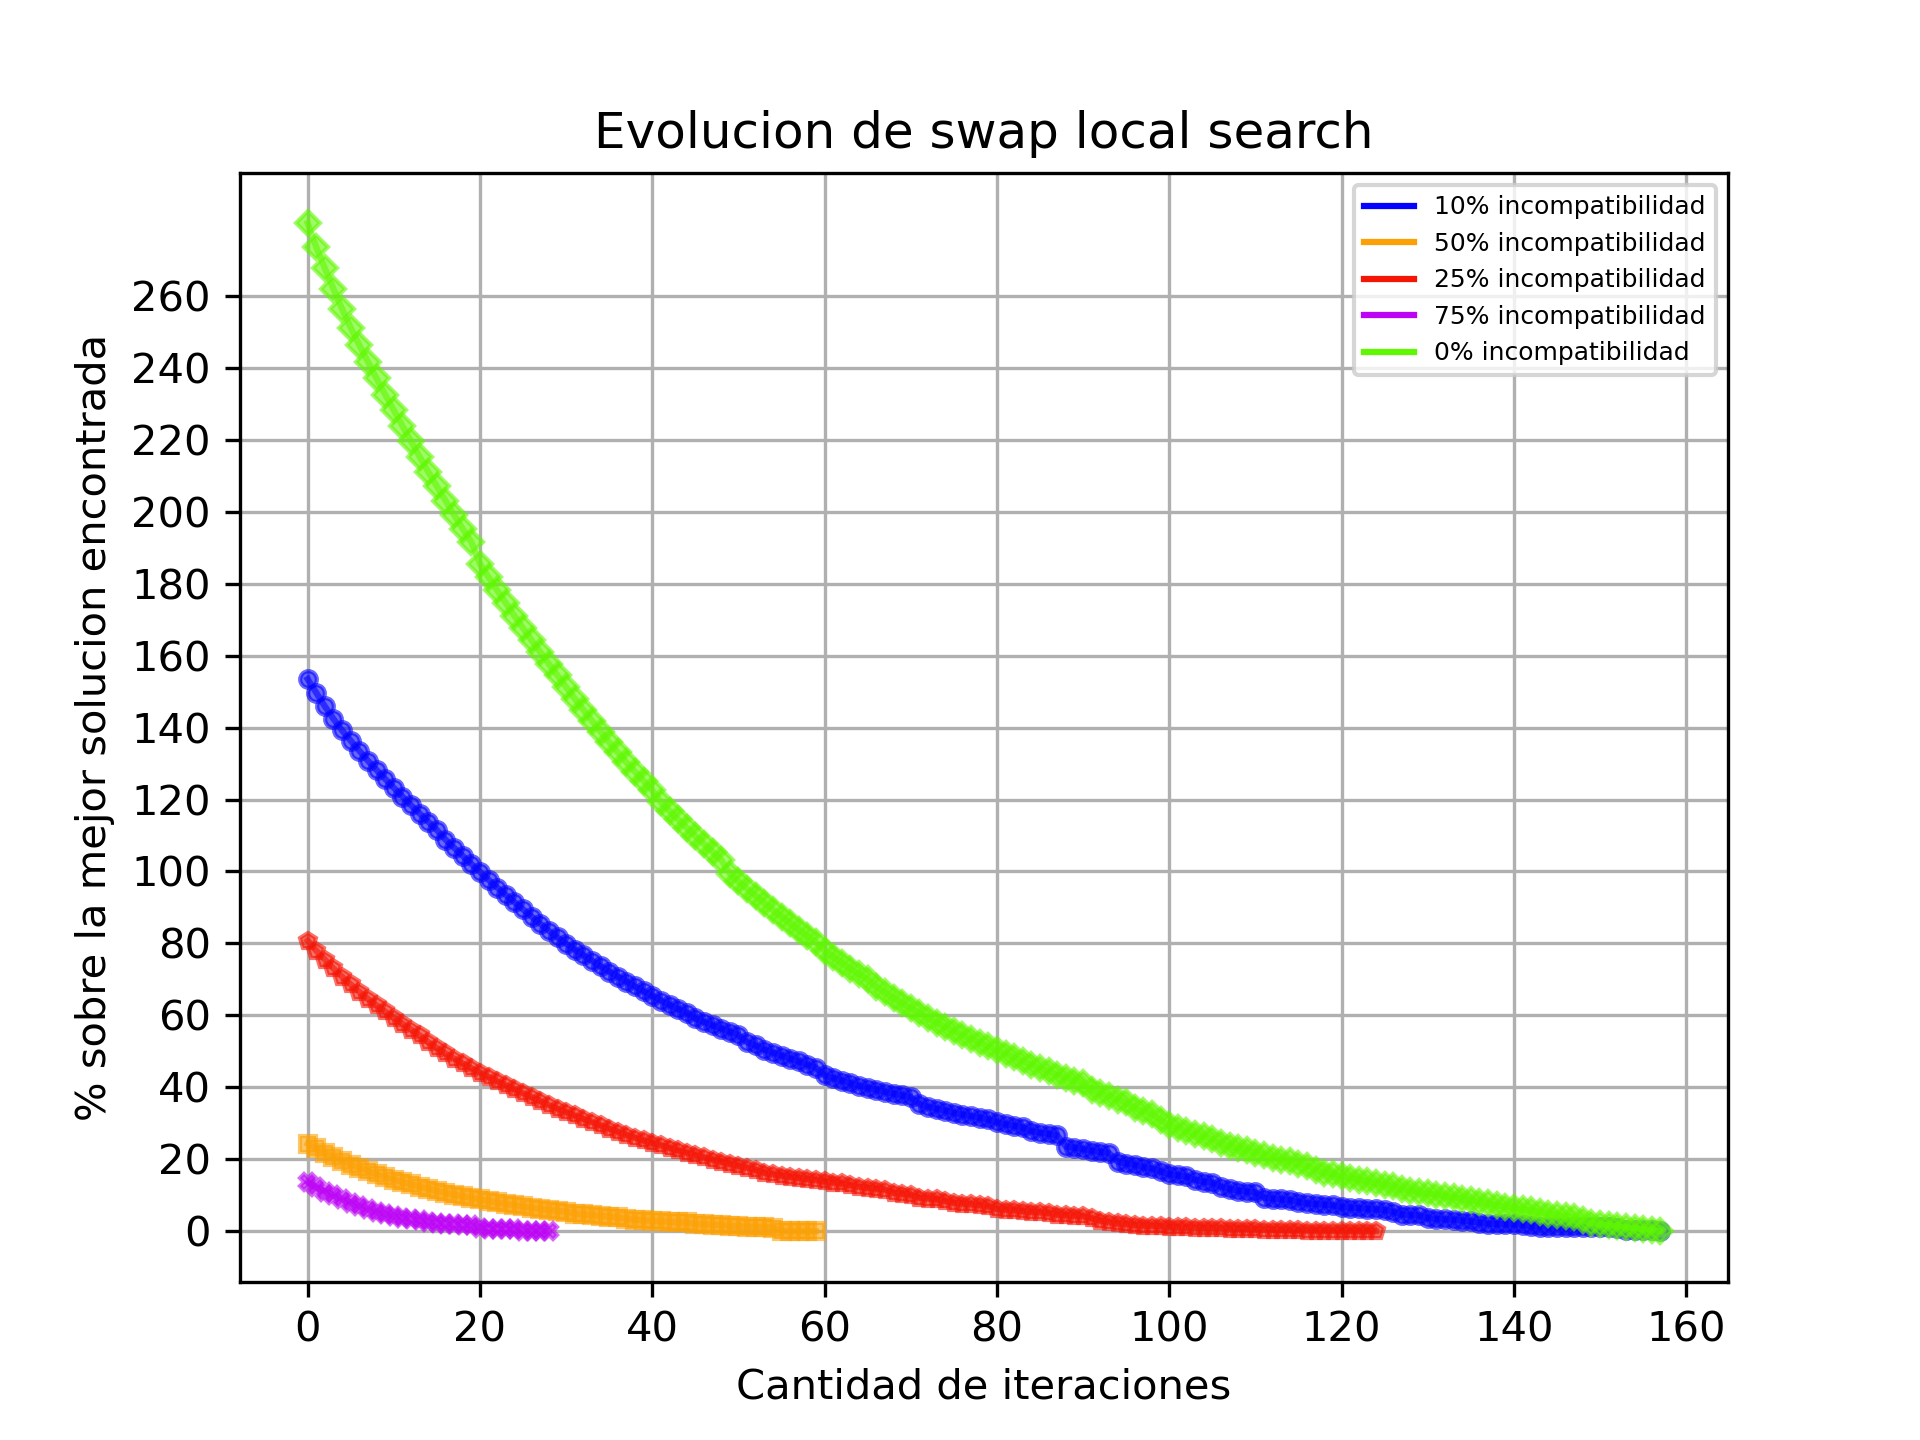 Evolucion de swap local search
10% incompatibilidad
50% incompatibilidad
25% incompatibilidad
75% incompatibilidad
0% incompatibilidad
% sobre la mejor solucion encontrada
260
240
220
200
180
160
140
120
100
80
60
40
20
0
0 20 40 60 80 100 120 140 160
Cantidad de iteraciones